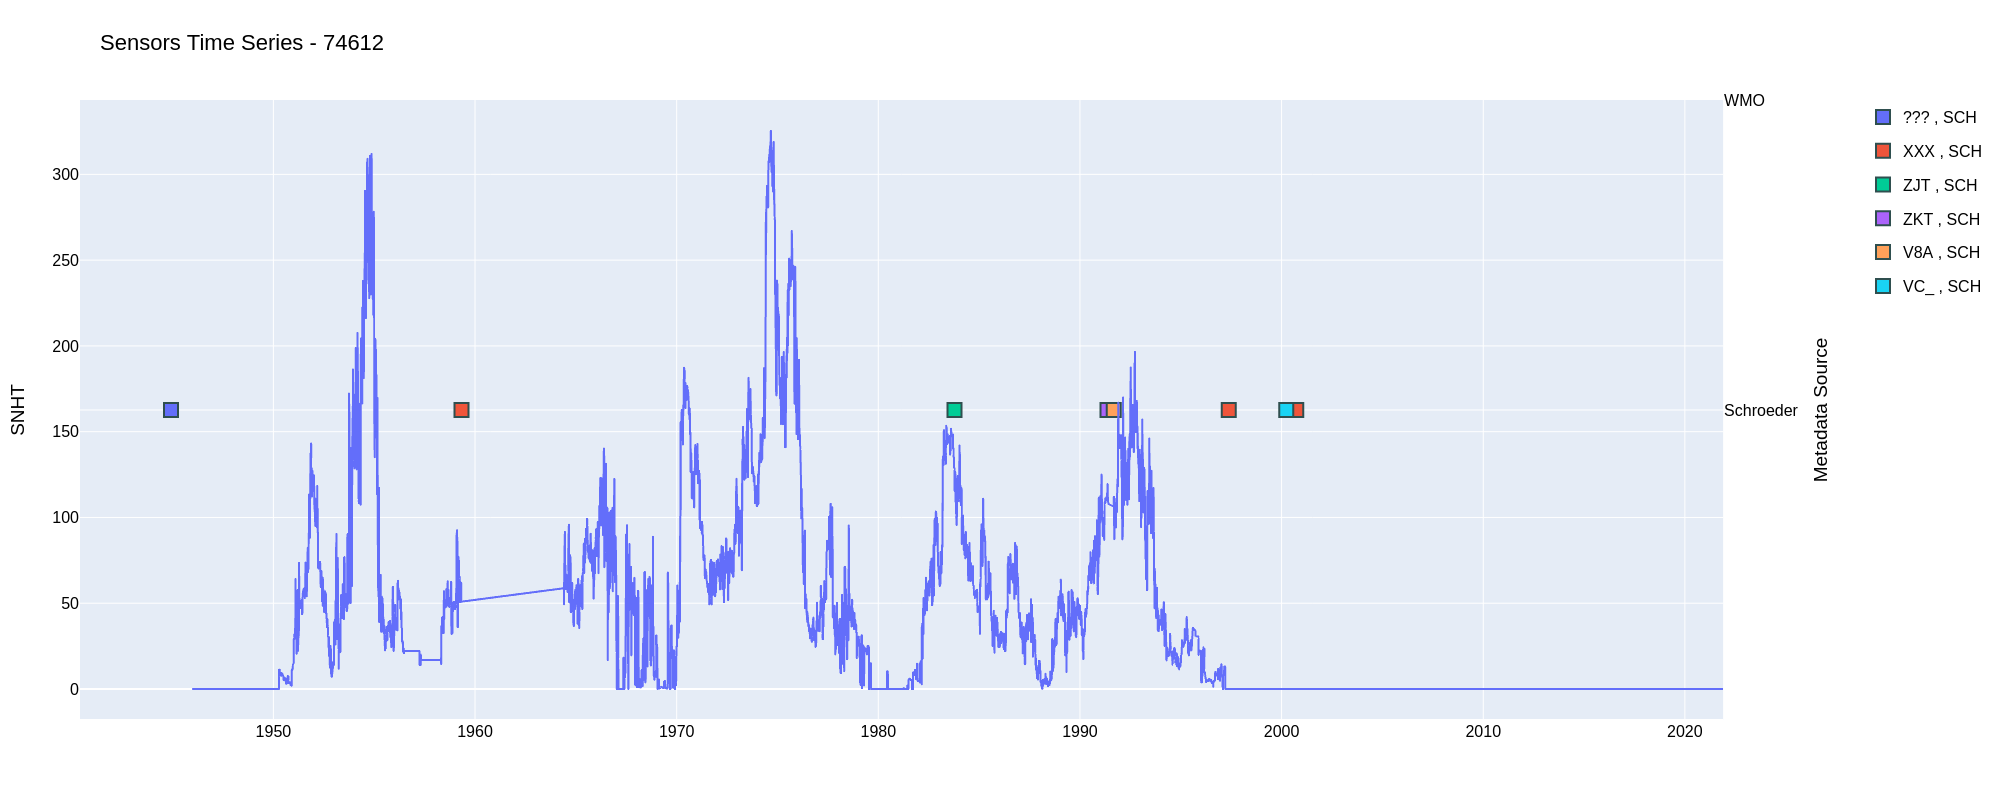 Sensors Time Series - 74612
WMO
Schroeder
Metadata Source
SNHT
300
250
200
150
100
50
0
1950 1960 1970 1980 1990 2000 2010 2020
??? , SCH
XXX , SCH
ZJT , SCH
ZKT , SCH
V8A , SCH
VC_ , SCH